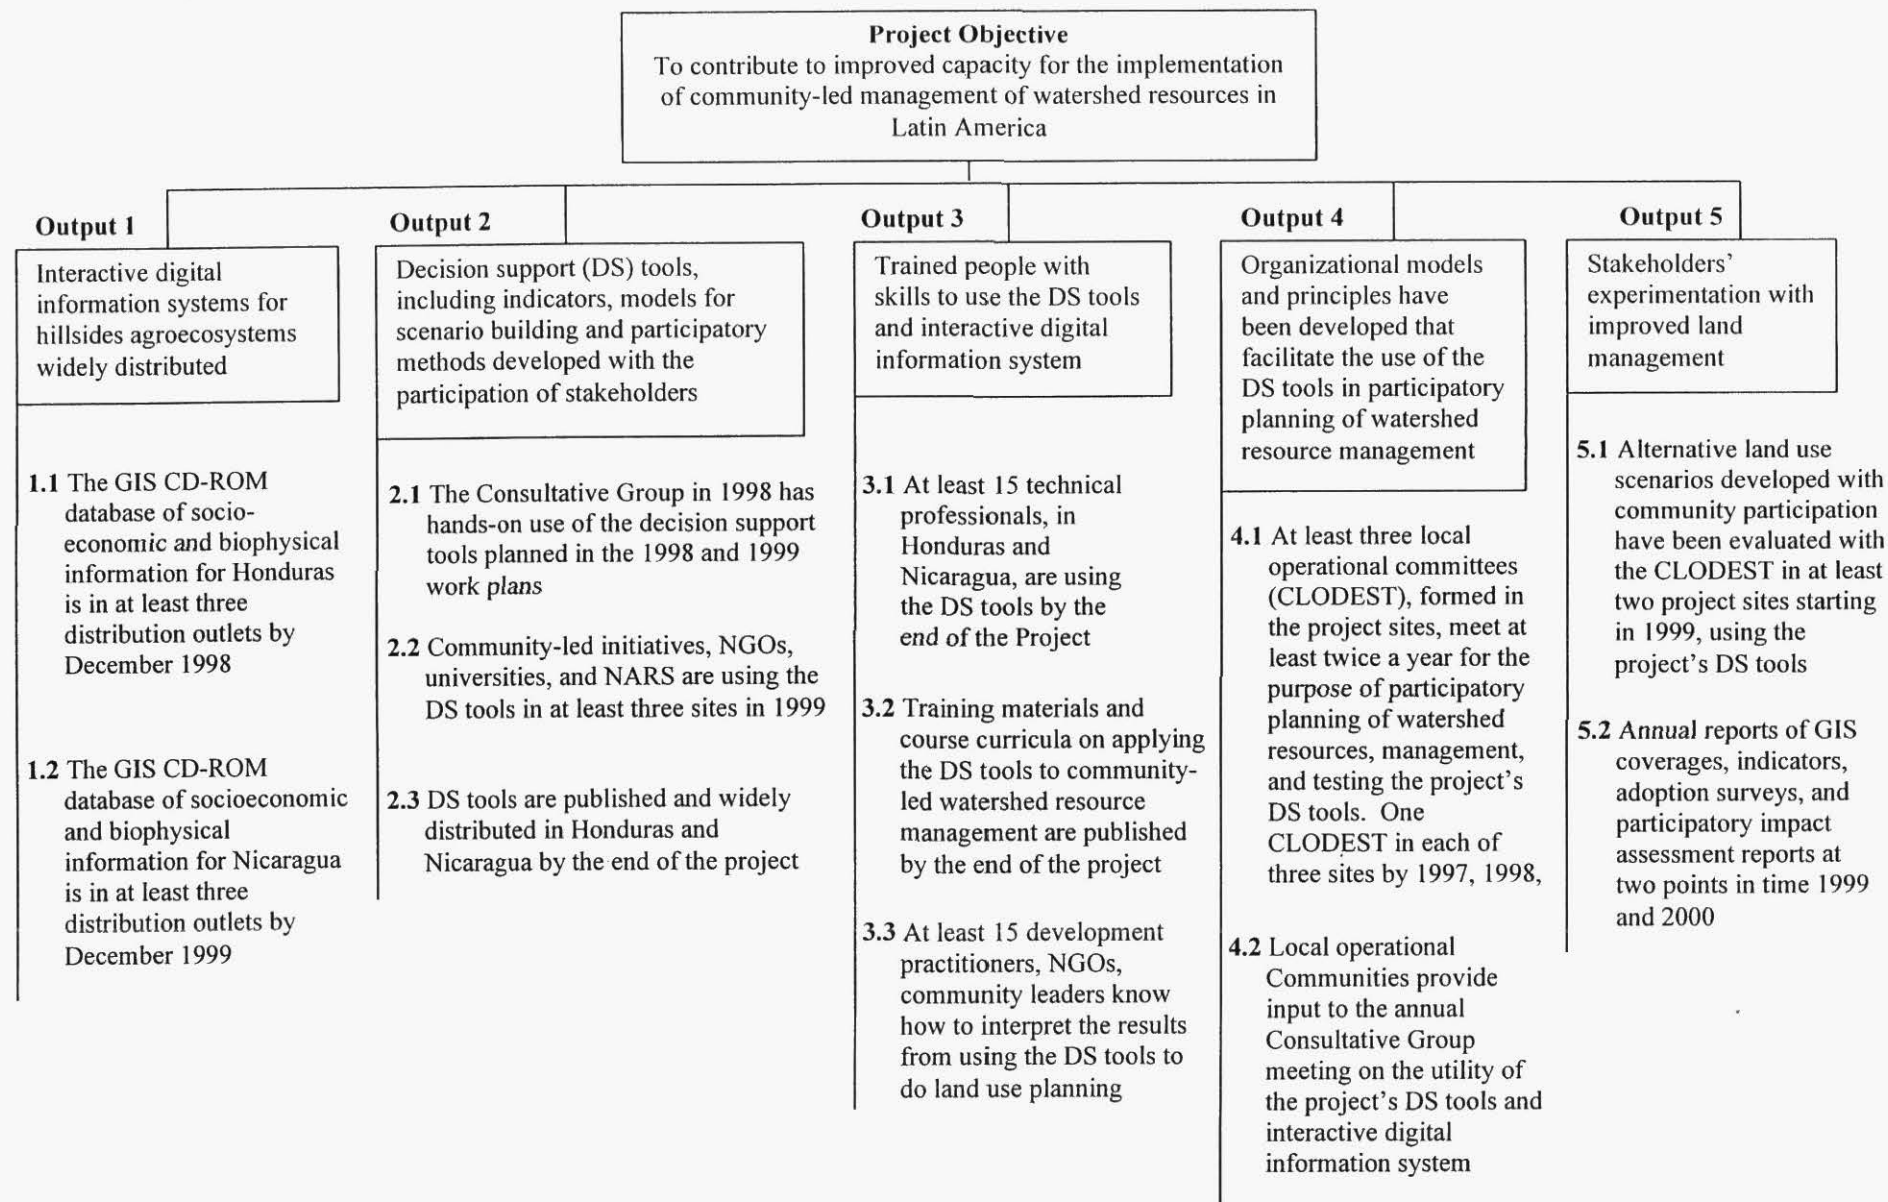 Project Objective
To contribute to improved capacity for the implementation
of community-led management of watershed resources in
Latin America
Output 1
Interactive digital
information systems for
hillsides agroecosystems
widely distributed
1.1 The GIS CD-ROM
database of socio-
economic and biophysical
information for Honduras
is in at least three
distribution outlets by
December 1998
1.2 The GIS CD-ROM
database of socioeconomic
and biophysical
information for Nicaragua
is in at least three
distribution outlets by
December 1999
Output 2
Decision support (DS) tools,
including indicators, models for
scenario building and participatory
methods developed with the
participation of stakeholders
2.1 The Consultative Group in 1998 has
hands-on use of the decision support
tools planned in the 1998 and 1999
work plans
2.2 Community-led initiatives, NGOs,
universities, and NARS are using the
DS tools in at least three sites in 1999
2.3 DS tools are published and widely
distributed in Honduras and
Nicaragua by the end of the project
Output 3
Trained people with
skills to use the DS tools
and interactive digital
information system
3.1 At least 15 technical
professionals, in
Honduras and
Nicaragua, are using
the DS tools by the
end of the Project
3.2 Training materials and
course curricula on applying
the DS tools to community-
led watershed resource
management are published
by the end of the project
3.3 At least 15 development
practitioners, NGOs,
community leaders know
how to interpret the results
from using the DS tools to
do land use planning
Output 4
Organizational models
and principles have
been developed that
facilitate the use of the
DS tools in participatory
planning of watershed
resource management
4.1 At least three local
operational committees
(CLODEST), formed in
the project sites, meet at
least twice a year for the
purpose of participatory
planning of watershed
resources, management,
and testing the project's
DS tools. One
CLODEST in each of
three sites by 1997, 1998,
4.2 Local operational
Communities provide
input to the annual
Consultative Group
meeting on the utility of
the project's DS tools and
interactive digital
information system
Output 5
Stakeholders'
experimentation with
improved land
management
5.1 Alternative land use
scenarios developed with
community participation
have been evaluated with
the CLODEST in at least
two project sites starting
in 1999, using the
project's DS tools
5.2 Annual reports of GIS
coverages, indicators,
adoption surveys, and
participatory impact
assessment reports at
two points in time 1999
and 2000